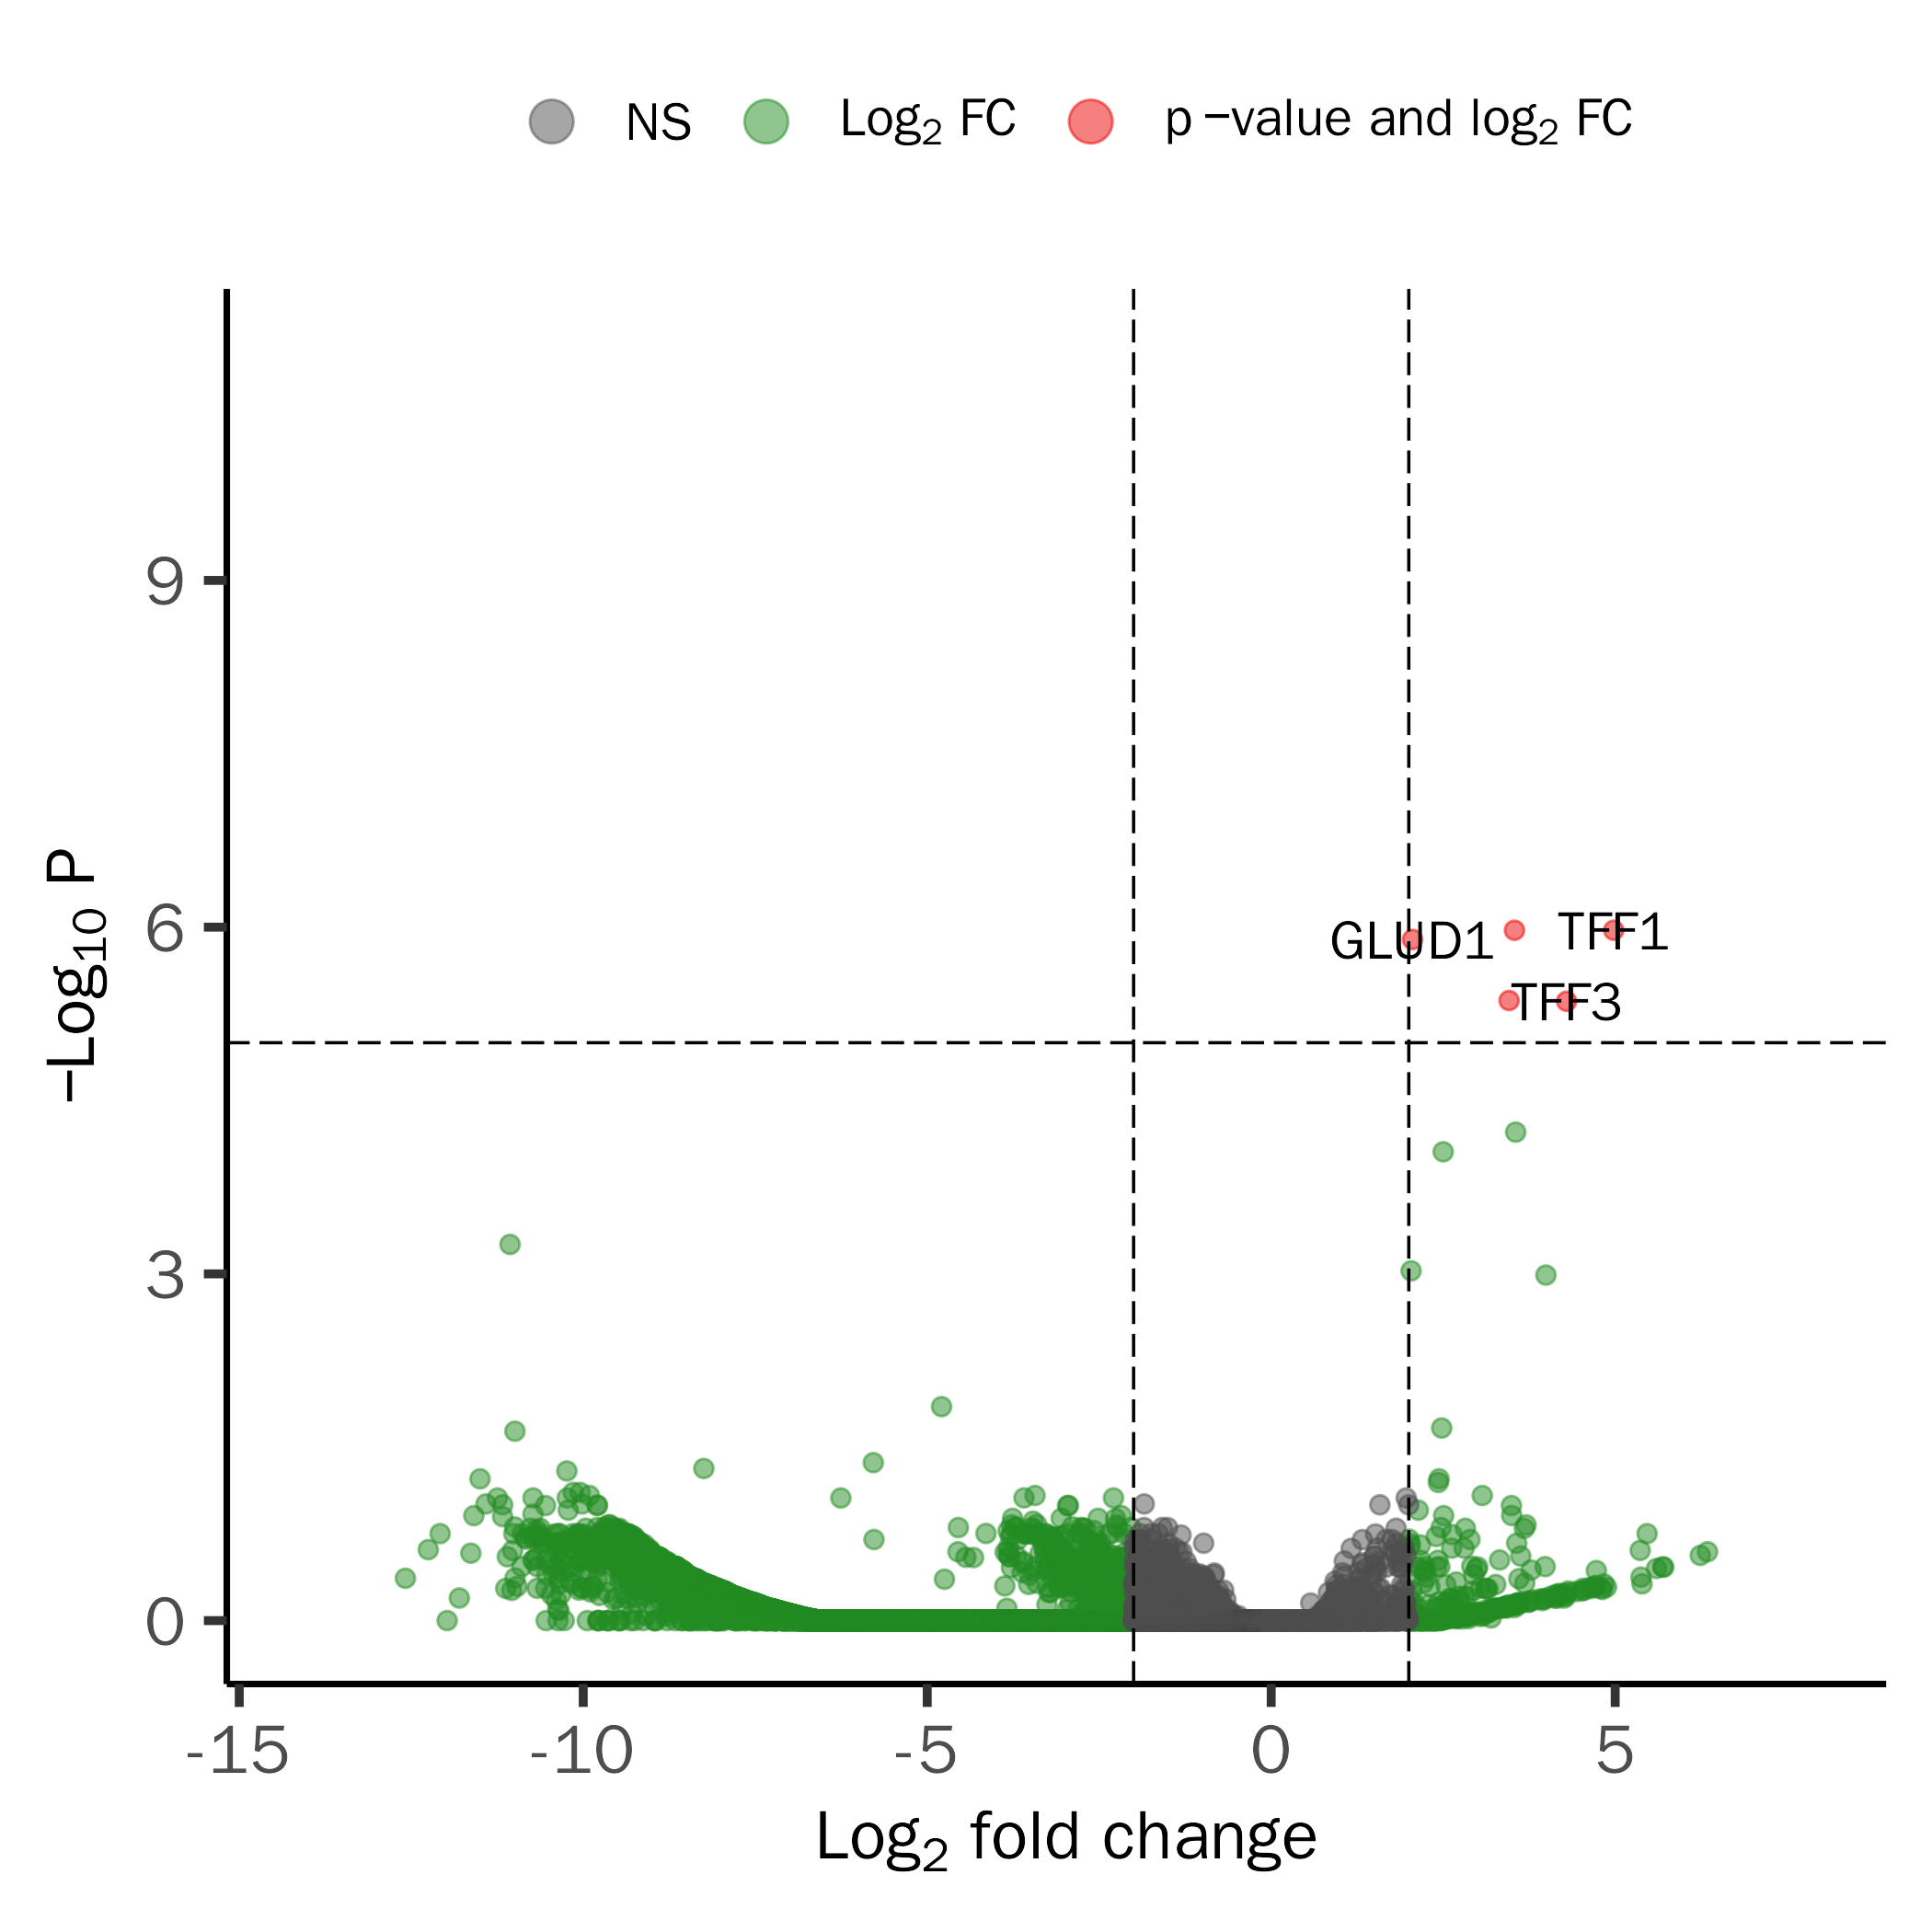 NS Log₂ FC p –value and log₂ FC
–Log₁₀ P
9
6
3
0
GLUD1 TFF1
TFF3
-15 -10 -5 0 5
Log₂ fold change